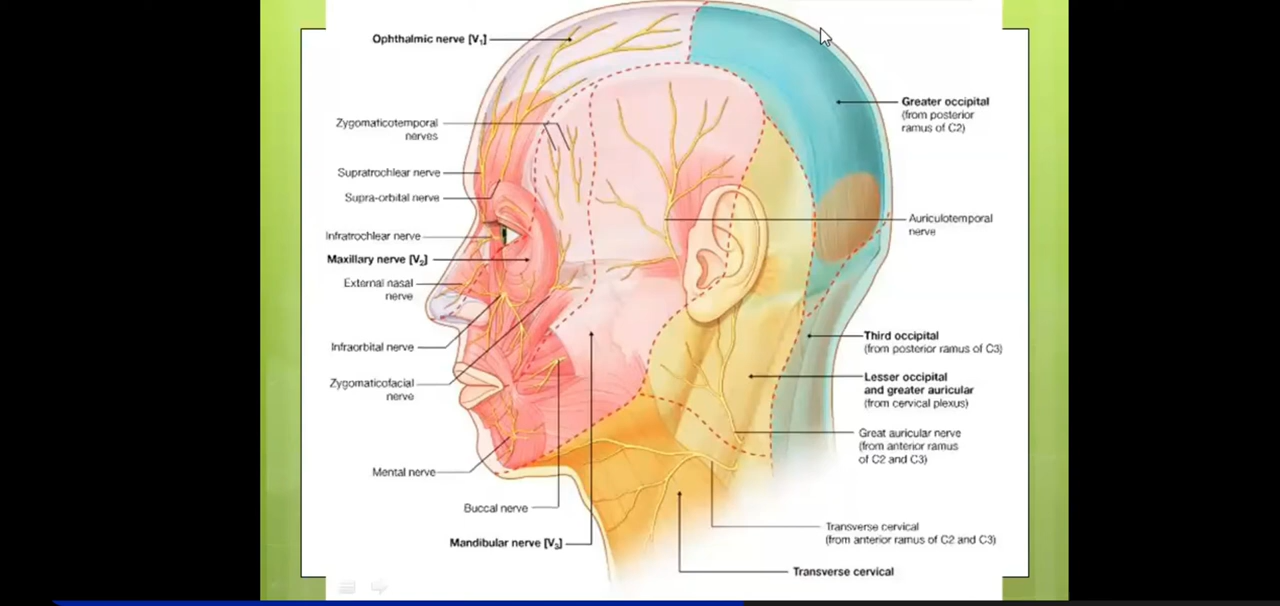 Ophthalmic nerve [V₁]
Zygomaticotemporal
nerves
Supratrochlear nerve
Supra-orbital nerve
Infratrochlear nerve
Maxillary nerve [V₂]
External nasal
nerve
Infraorbital nerve
Zygomaticofacial
nerve
Mental nerve
Buccal nerve
Mandibular nerve [V₃]
Greater occipital
(from posterior
ramus of C2)
Auriculotemporal
nerve
Third occipital
(from posterior ramus of C3)
Lesser occipital
and greater auricular
(from cervical plexus)
Great auricular nerve
(from anterior ramus
of C2 and C3)
Transverse cervical
(from anterior ramus of C2 and C3)
Transverse cervical